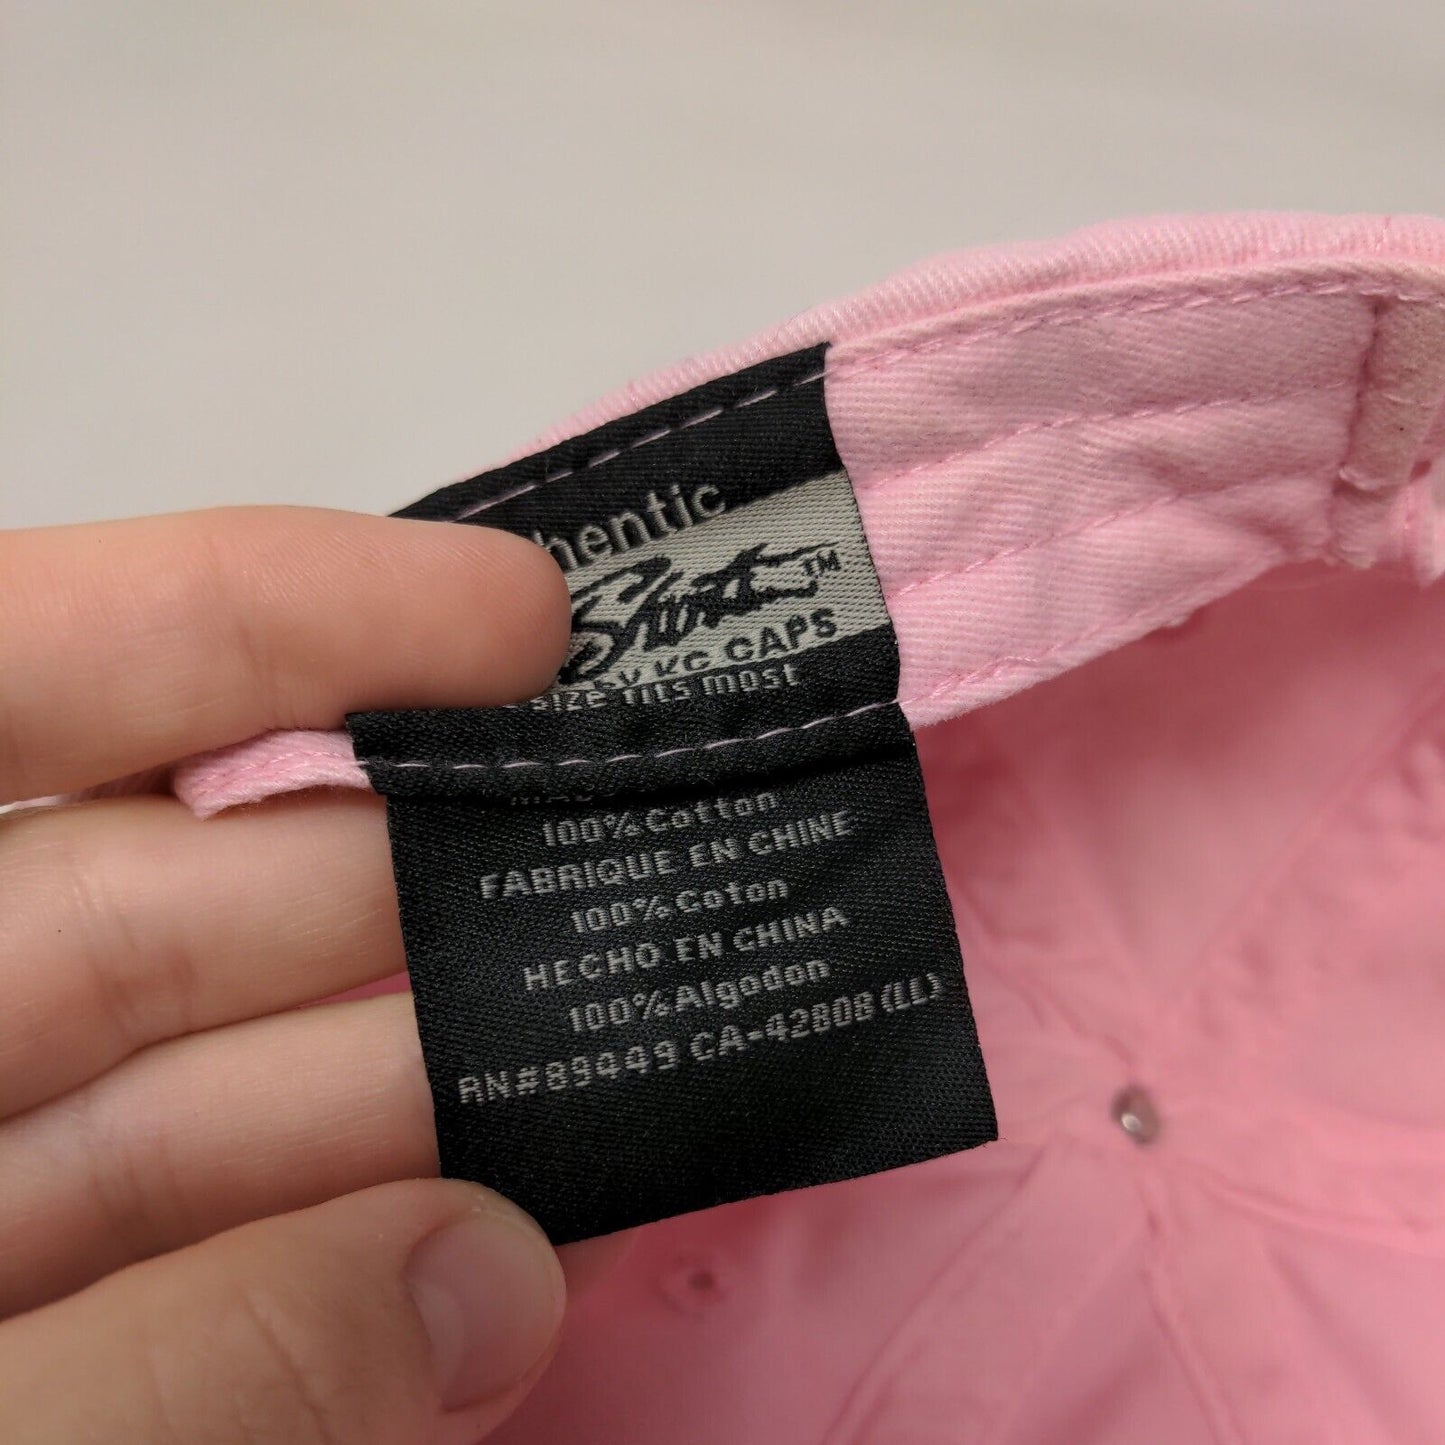 hentic
Shirt™
KC CAPS
SIZE fits most
100% Cotton
FABRIQUE EN CHINE
100% Coton
HECHO EN CHINA
100% Algodon
RN#89449 CA-42808 (LL)